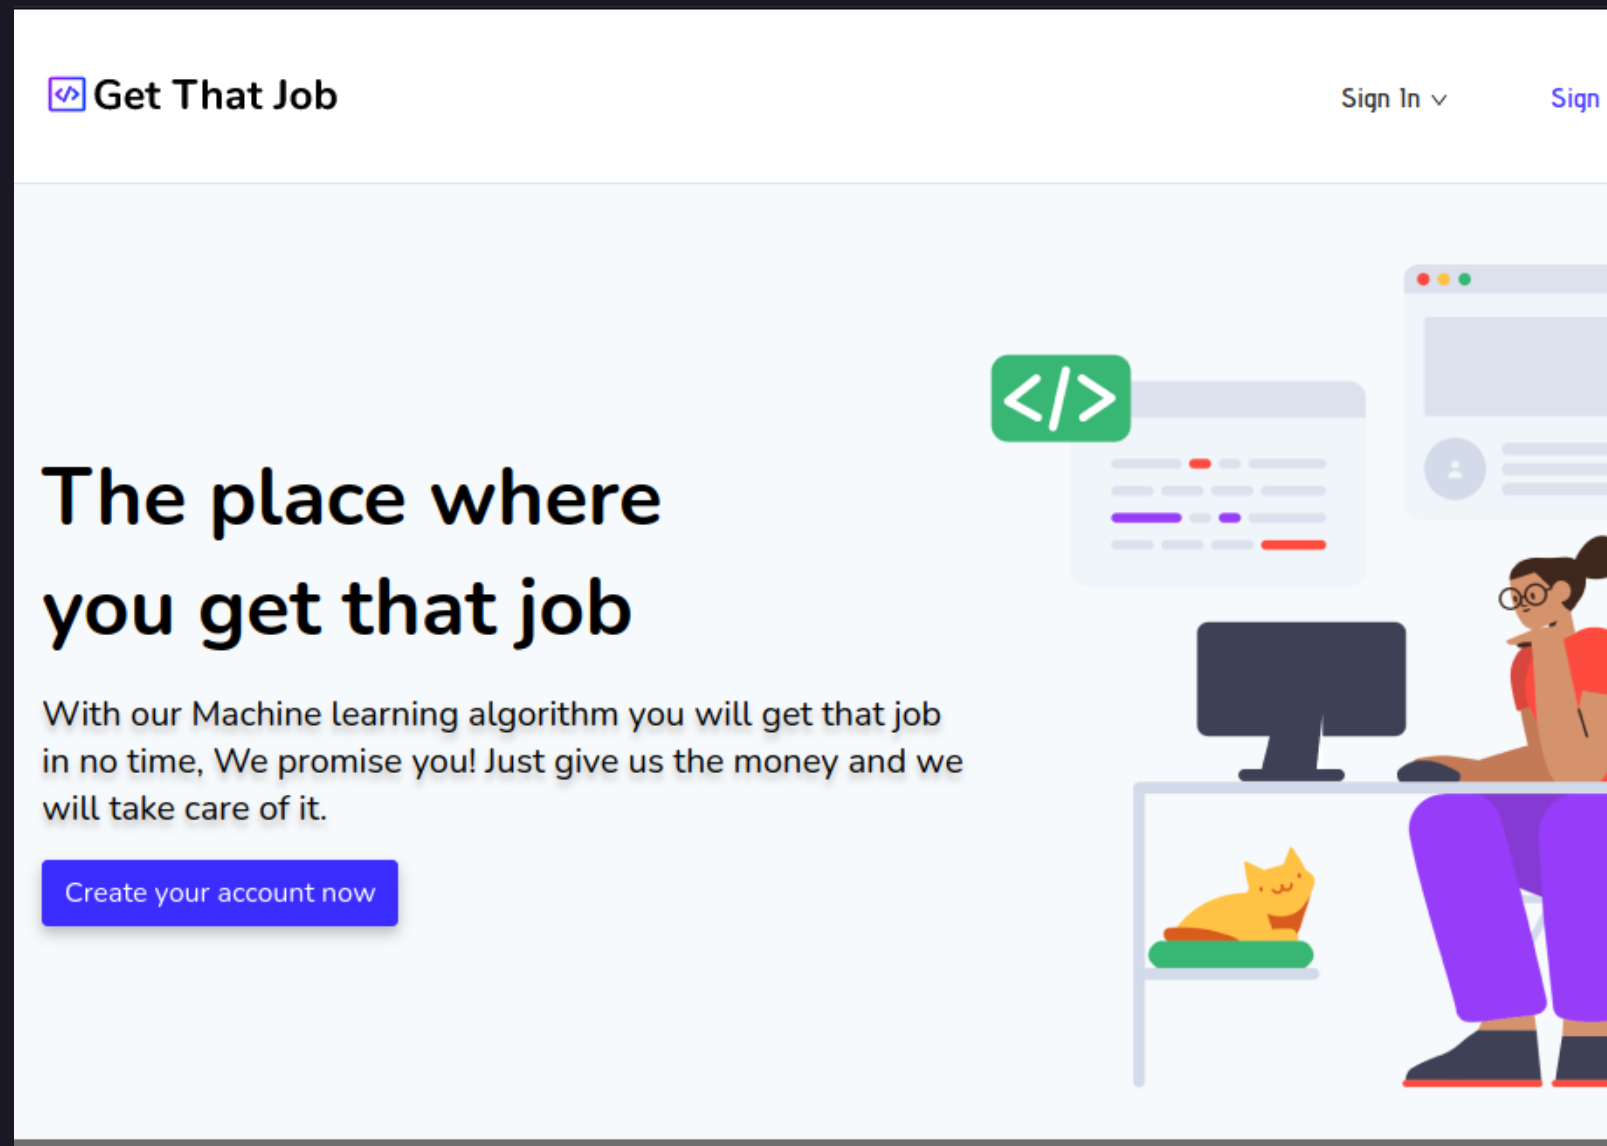 </> Get That Job
Sign In
Sign
</>
The place where
you get that job
With our Machine learning algorithm you will get that job
in no time, We promise you! Just give us the money and we
will take care of it.
Create your account now